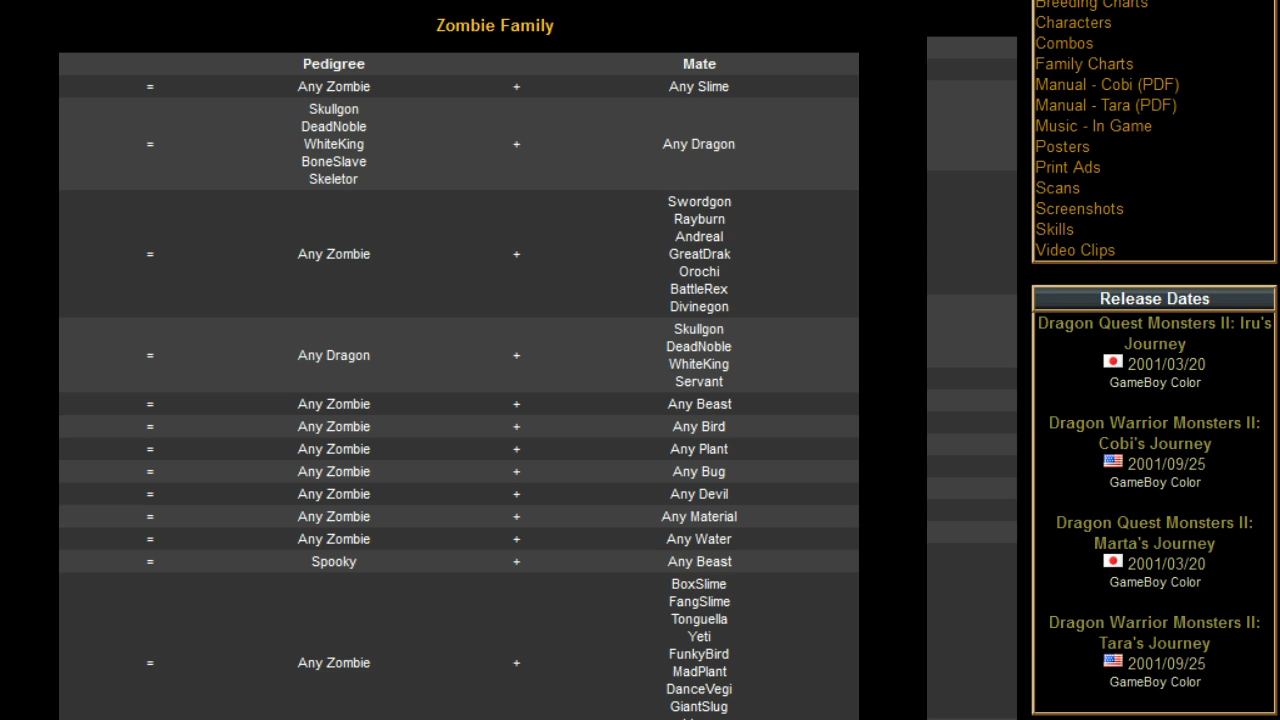 Zombie Family
Pedigree Mate
= Any Zombie + Any Slime
Skullgon
DeadNoble
= WhiteKing + Any Dragon
BoneSlave
Skeletor
Swordgon
Rayburn
Andreal
= Any Zombie + GreatDrak
Orochi
BattleRex
Divinegon
Skullgon
DeadNoble
= Any Dragon +
WhiteKing
Servant
= Any Zombie + Any Beast
= Any Zombie + Any Bird
= Any Zombie + Any Plant
= Any Zombie + Any Bug
= Any Zombie + Any Devil
= Any Zombie + Any Material
= Any Zombie + Any Water
= Spooky + Any Beast
BoxSlime
FangSlime
Tonguella
Yeti
FunkyBird
= Any Zombie +
MadPlant
DanceVegi
GiantSlug
Breeding Charts
Characters
Combos
Family Charts
Manual - Cobi (PDF)
Manual - Tara (PDF)
Music - In Game
Posters
Print Ads
Scans
Screenshots
Skills
Video Clips
Release Dates
Dragon Quest Monsters II: Iru's
Journey
2001/03/20
GameBoy Color
Dragon Warrior Monsters II:
Cobi's Journey
2001/09/25
GameBoy Color
Dragon Quest Monsters II:
Marta's Journey
2001/03/20
GameBoy Color
Dragon Warrior Monsters II:
Tara's Journey
2001/09/25
GameBoy Color